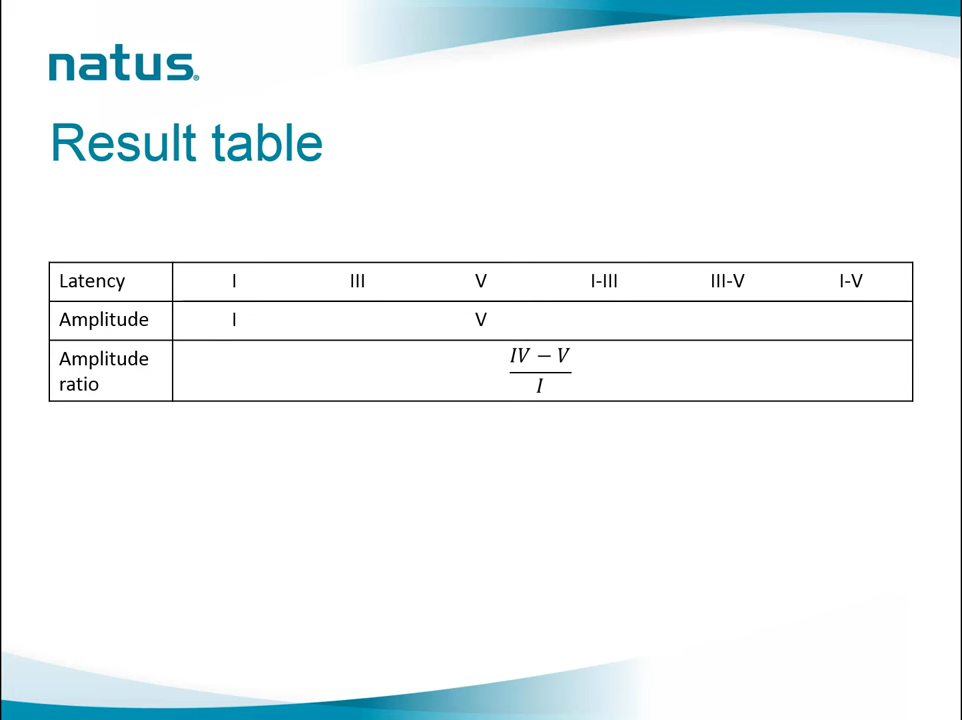 natus®
Result table
Latency I III V I-III III-V I-V
Amplitude I V
Amplitude ratio
IV − V
I